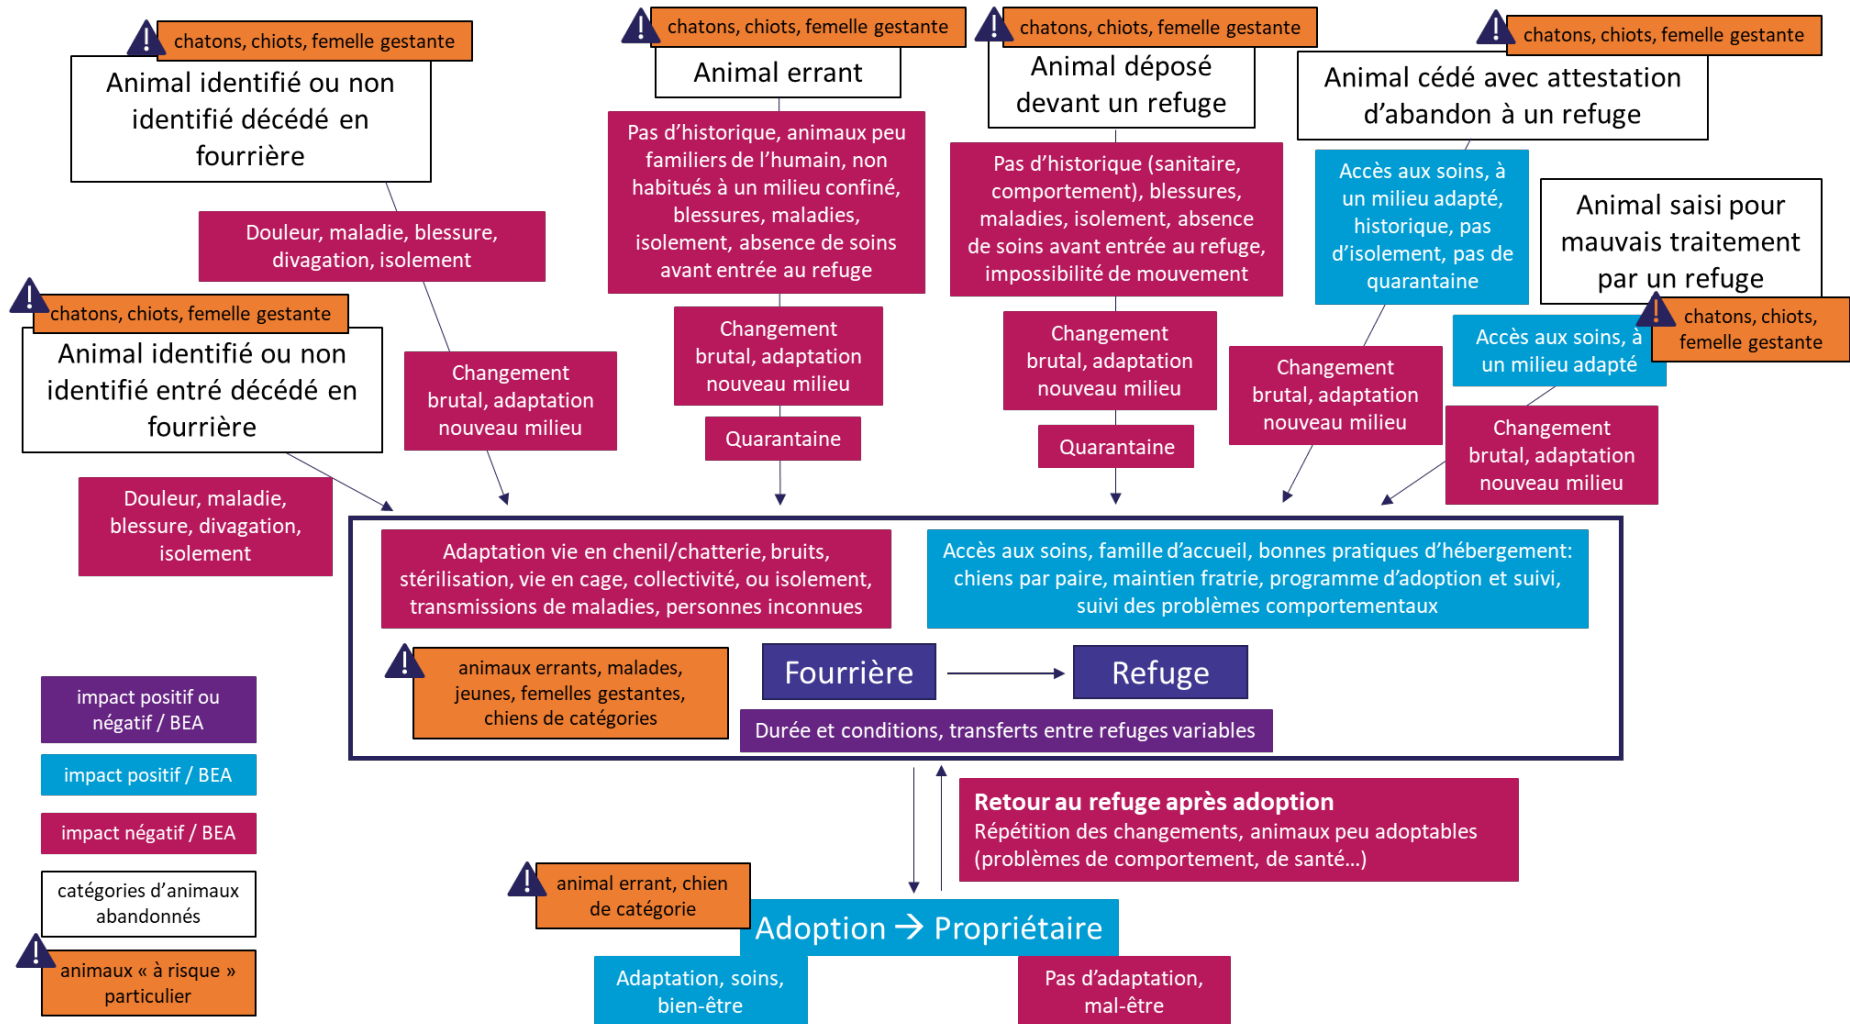 chatons, chiots, femelle gestante
Animal identifié ou non
identifié décédé en
fourrière
Douleur, maladie, blessure,
divagation, isolement
Changement
brutal, adaptation
nouveau milieu
chatons, chiots, femelle gestante
Animal identifié ou non
identifié entré décédé en
fourrière
Douleur, maladie,
blessure, divagation,
isolement
chatons, chiots, femelle gestante
Animal errant
Pas d’historique, animaux peu
familiers de l’humain, non
habitués à un milieu confiné,
blessures, maladies,
isolement, absence de soins
avant entrée au refuge
Changement
brutal, adaptation
nouveau milieu
Quarantaine
chatons, chiots, femelle gestante
Animal déposé
devant un refuge
Pas d’historique (sanitaire,
comportement), blessures,
maladies, isolement, absence
de soins avant entrée au refuge,
impossibilité de mouvement
Changement
brutal, adaptation
nouveau milieu
Quarantaine
chatons, chiots, femelle gestante
Animal cédé avec attestation
d’abandon à un refuge
Accès aux soins, à
un milieu adapté,
historique, pas
d’isolement, pas de
quarantaine
Changement
brutal, adaptation
nouveau milieu
Animal saisi pour
mauvais traitement
par un refuge
chatons, chiots,
femelle gestante
Accès aux soins, à
un milieu adapté
Changement
brutal, adaptation
nouveau milieu
Adaptation vie en chenil/chatterie, bruits,
stérilisation, vie en cage, collectivité, ou isolement,
transmissions de maladies, personnes inconnues
Accès aux soins, famille d’accueil, bonnes pratiques d’hébergement:
chiens par paire, maintien fratrie, programme d’adoption et suivi,
suivi des problèmes comportementaux
animaux errants, malades,
jeunes, femelles gestantes,
chiens de catégories
Fourrière
Refuge
Durée et conditions, transferts entre refuges variables
Retour au refuge après adoption
Répétition des changements, animaux peu adoptables
(problèmes de comportement, de santé…)
animal errant, chien
de catégorie
Adoption → Propriétaire
Adaptation, soins,
bien-être
Pas d’adaptation,
mal-être
impact positif ou
négatif / BEA
impact positif / BEA
impact négatif / BEA
catégories d’animaux
abandonnés
animaux « à risque »
particulier